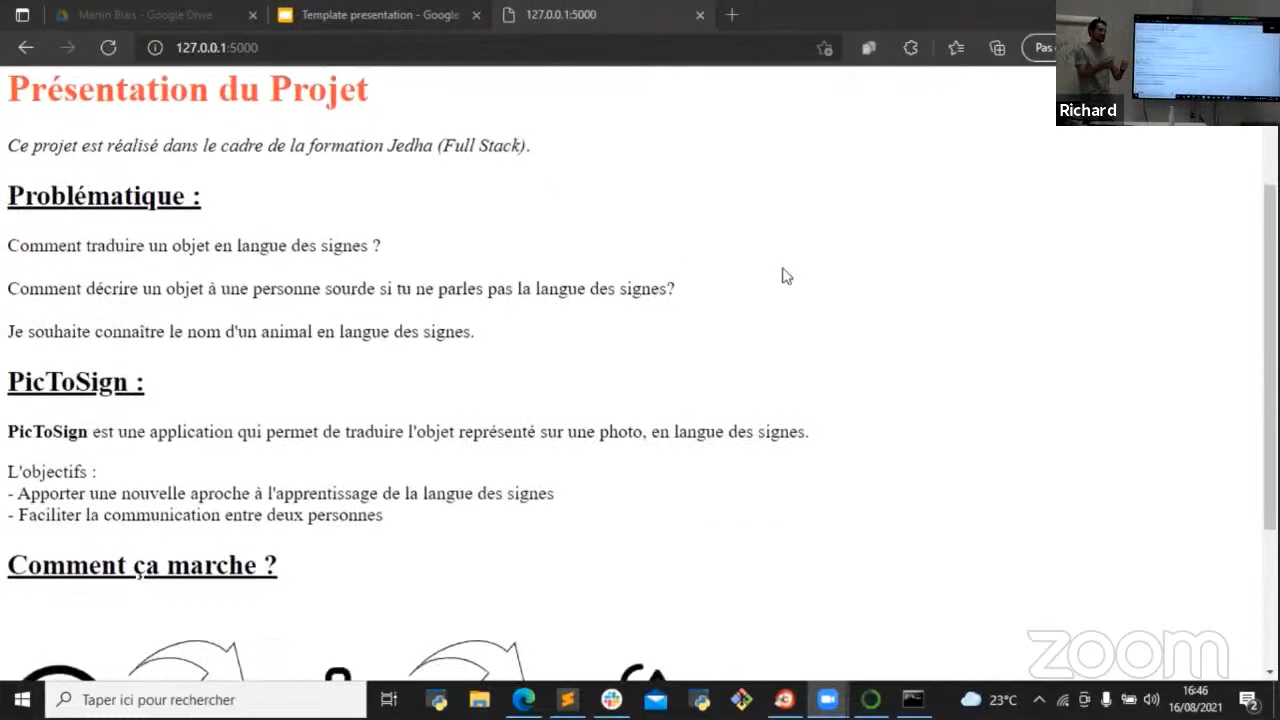 Martin Blais - Google Drive
Template presentation - Google
127.0.0.1:5000
127.0.0.1:5000
Pas
Richard
Présentation du Projet
Ce projet est réalisé dans le cadre de la formation Jedha (Full Stack).
Problématique :
Comment traduire un objet en langue des signes ?
Comment décrire un objet à une personne sourde si tu ne parles pas la langue des signes?
Je souhaite connaître le nom d'un animal en langue des signes.
PicToSign :
PicToSign est une application qui permet de traduire l'objet représenté sur une photo, en langue des signes.
L'objectifs :
- Apporter une nouvelle aproche à l'apprentissage de la langue des signes
- Faciliter la communication entre deux personnes
Comment ça marche ?
zoom
Taper ici pour rechercher
23°C
16:46
16/08/2021
2